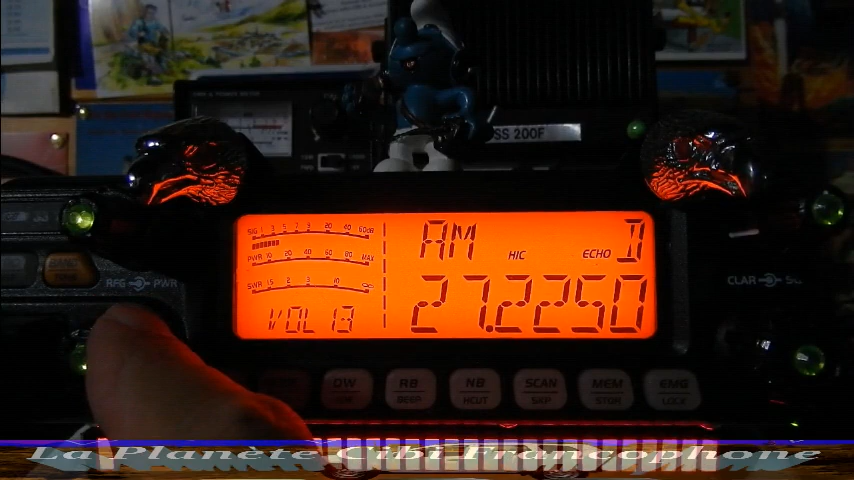 SS 200F
SIG 1 3 5 7 9 20 40 60dB
AM HIC ECHO D
PWR 10 20 40 60 80 MAX
SWR 1.5 2 3 10 ∞
VOL 13 27.2250
RFG PWR
CLAR
DW RB NB SCAN MEM EMG
BEEP HCUT SKIP STOR LOCK
La Planète Cibi Francophone